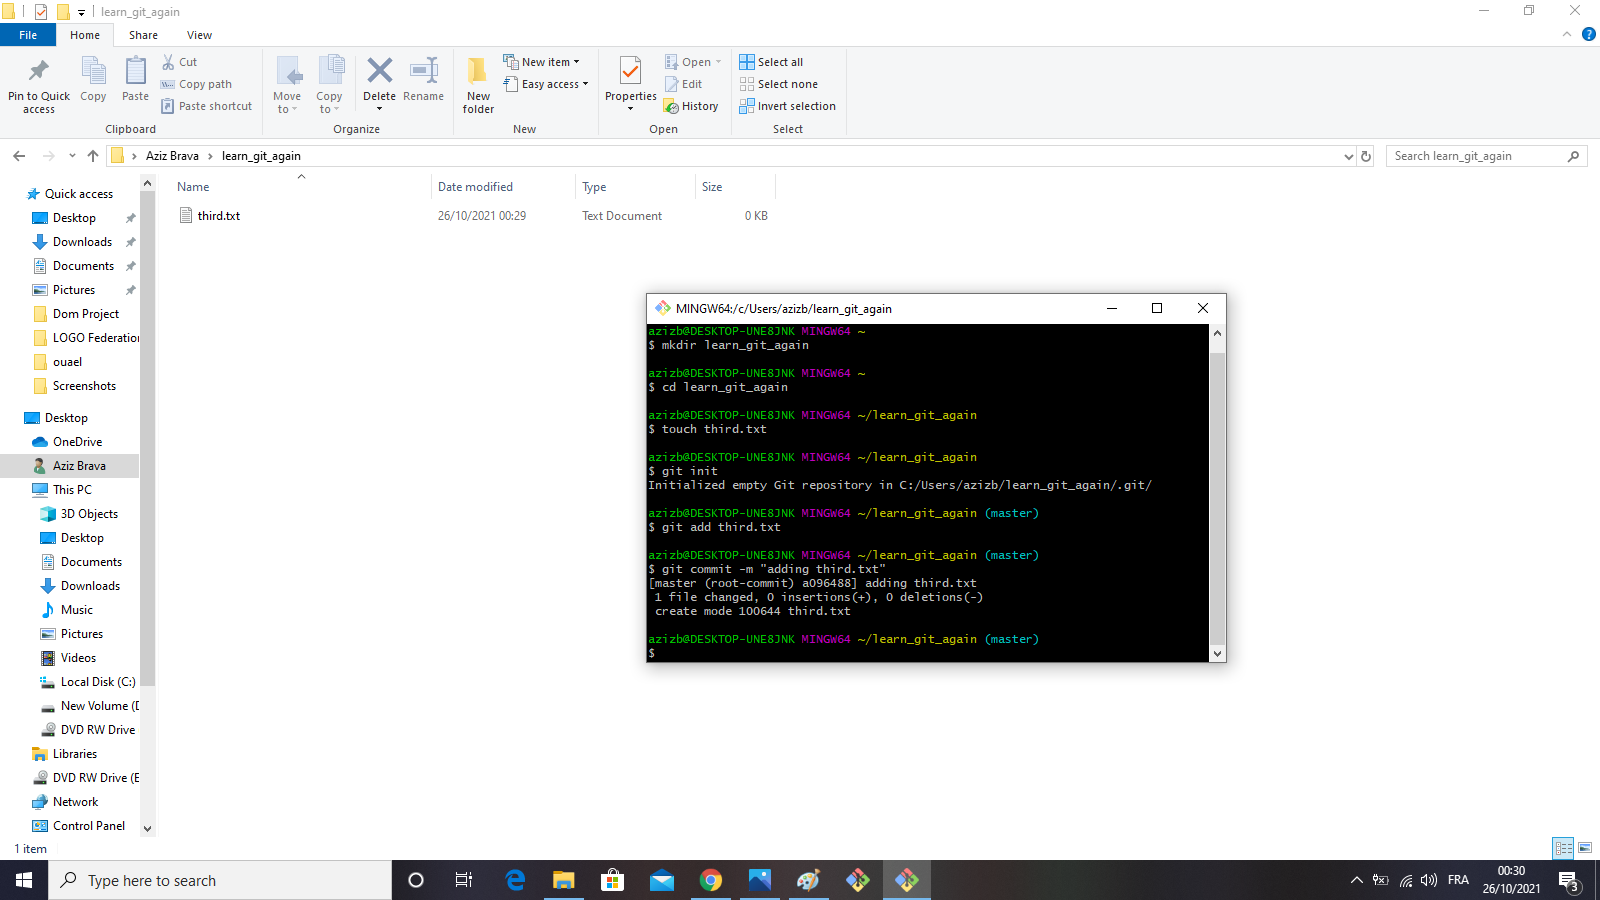 learn_git_again
File Home Share View
Pin to Quick access
Copy
Paste
Cut
Copy path
Paste shortcut
Clipboard
Move to
Copy to
Delete
Rename
Organize
New folder
New item
Easy access
New
Properties
Open
Edit
History
Open
Select all
Select none
Invert selection
Select
Aziz Brava > learn_git_again
Search learn_git_again
Name Date modified Type Size
third.txt 26/10/2021 00:29 Text Document 0 KB
Quick access
Desktop
Downloads
Documents
Pictures
Dom Project
LOGO Federation
ouael
Screenshots
Desktop
OneDrive
Aziz Brava
This PC
3D Objects
Desktop
Documents
Downloads
Music
Pictures
Videos
Local Disk (C:)
New Volume (D
DVD RW Drive
Libraries
DVD RW Drive (E
Network
Control Panel
1 item
MINGW64:/c/Users/azizb/learn_git_again
azizb@DESKTOP-UNE8JNK MINGW64 ~
$ mkdir learn_git_again
azizb@DESKTOP-UNE8JNK MINGW64 ~
$ cd learn_git_again
azizb@DESKTOP-UNE8JNK MINGW64 ~/learn_git_again
$ touch third.txt
azizb@DESKTOP-UNE8JNK MINGW64 ~/learn_git_again
$ git init
Initialized empty Git repository in C:/Users/azizb/learn_git_again/.git/
azizb@DESKTOP-UNE8JNK MINGW64 ~/learn_git_again (master)
$ git add third.txt
azizb@DESKTOP-UNE8JNK MINGW64 ~/learn_git_again (master)
$ git commit -m "adding third.txt"
[master (root-commit) a096488] adding third.txt
1 file changed, 0 insertions(+), 0 deletions(-)
create mode 100644 third.txt
azizb@DESKTOP-UNE8JNK MINGW64 ~/learn_git_again (master)
$
Type here to search
FRA
00:30
26/10/2021
3